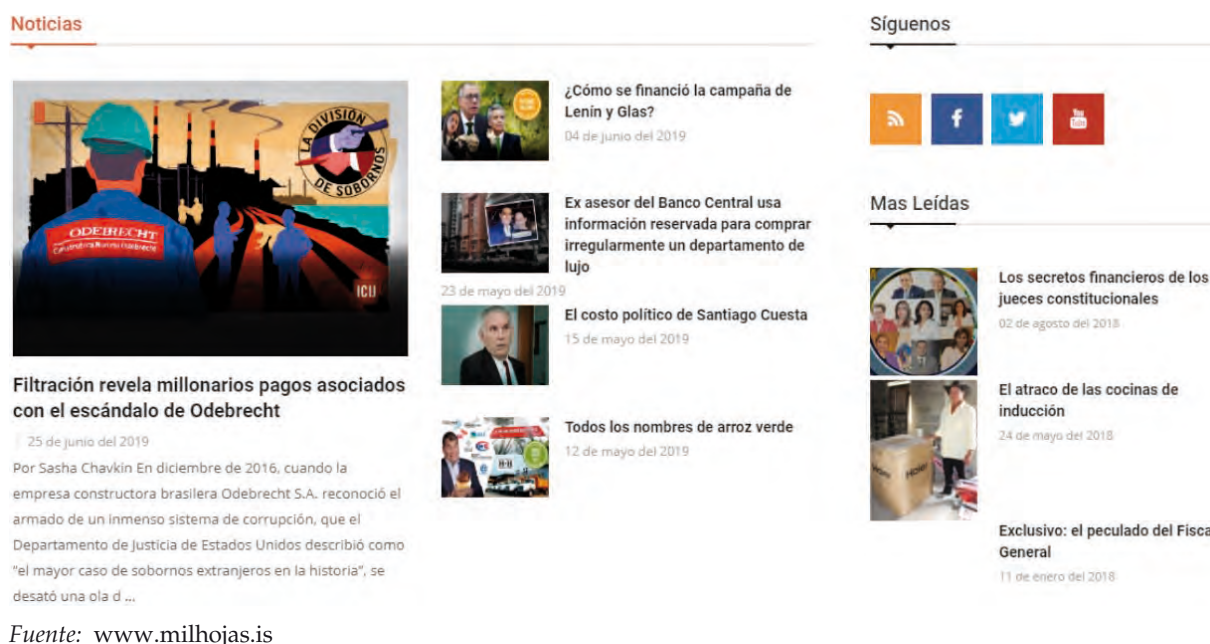 Noticias
LA DIVISIÓN
DE SOBORNOS
ODEBRECHT
ICIJ
Filtración revela millonarios pagos asociados
con el escándalo de Odebrecht
25 de junio del 2019
Por Sasha Chavkin En diciembre de 2016, cuando la
empresa constructora brasilera Odebrecht S.A. reconoció el
armado de un inmenso sistema de corrupción, que el
Departamento de Justicia de Estados Unidos describió como
"el mayor caso de sobornos extranjeros en la historia", se
desató una ola d ...
¿Cómo se financió la campaña de
Lenín y Glas?
04 de junio del 2019
Ex asesor del Banco Central usa
información reservada para comprar
irregularmente un departamento de
lujo
23 de mayo del 2019
El costo político de Santiago Cuesta
15 de mayo del 2019
Todos los nombres de arroz verde
12 de mayo del 2019
Síguenos
You
Tube
Mas Leídas
Los secretos financieros de los
jueces constitucionales
02 de agosto del 2018
El atraco de las cocinas de
inducción
24 de mayo del 2018
Exclusivo: el peculado del Fisca
General
11 de enero del 2018
Fuente: www.milhojas.is